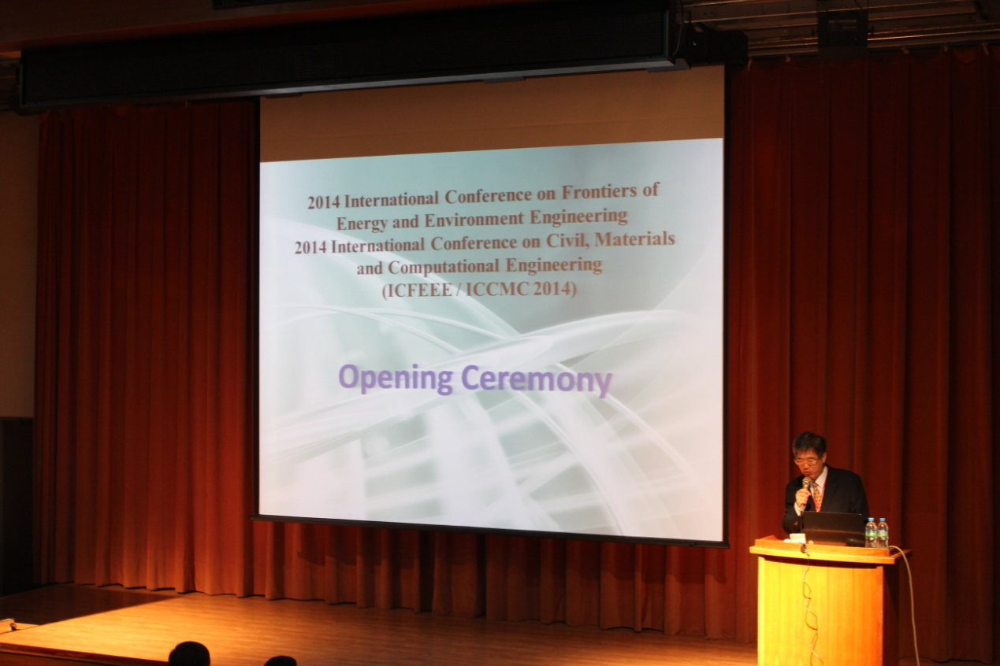 2014 International Conference on Frontiers of
Energy and Environment Engineering
2014 International Conference on Civil, Materials
and Computational Engineering
(ICFEEE / ICCMC 2014)
Opening Ceremony